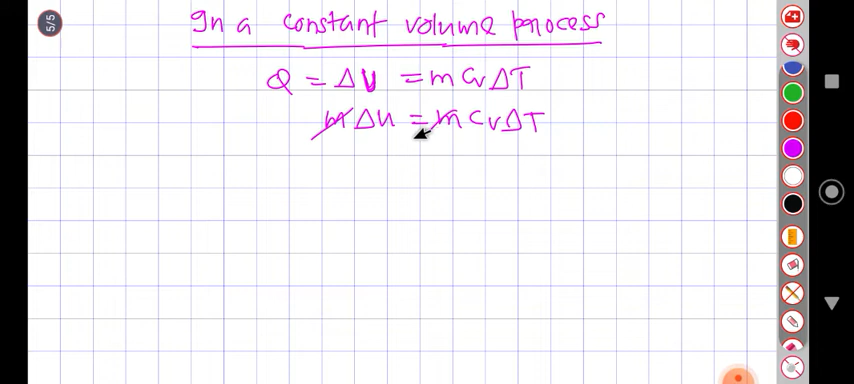 5/5
In a constant volume process
Q = ΔU = m Cv ΔT
m Δu = m Cv ΔT